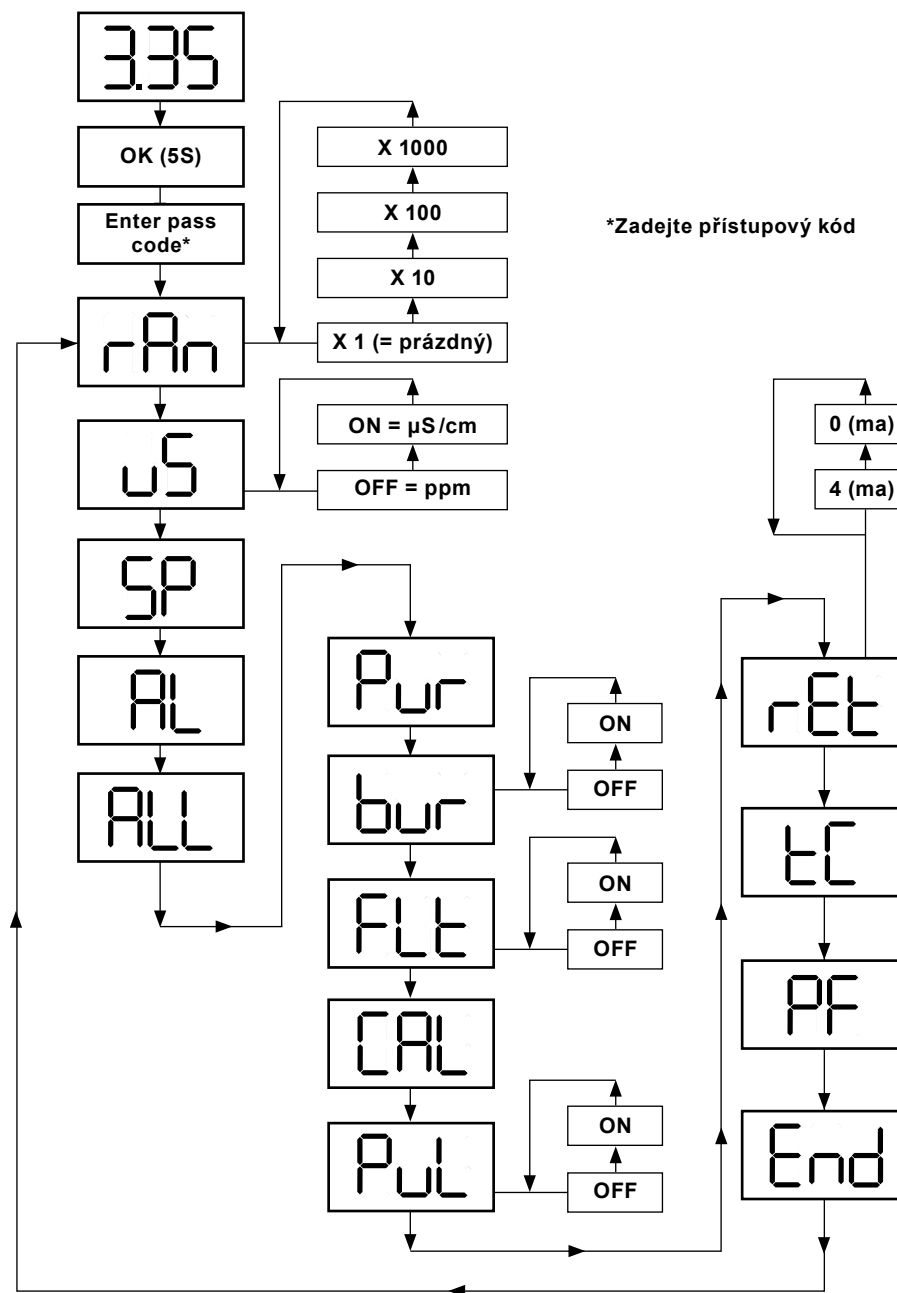 3.35
OK (5S)
Enter pass
code*
rAn
uS
SP
AL
ALL
X 1000
X 100
X 10
X 1 (= prázdný)
ON = µS/cm
OFF = ppm
*Zadejte přístupový kód
Pur
bur
ON
OFF
FLt
ON
OFF
CAL
PuL
ON
OFF
0 (ma)
4 (ma)
rEt
tC
PF
End